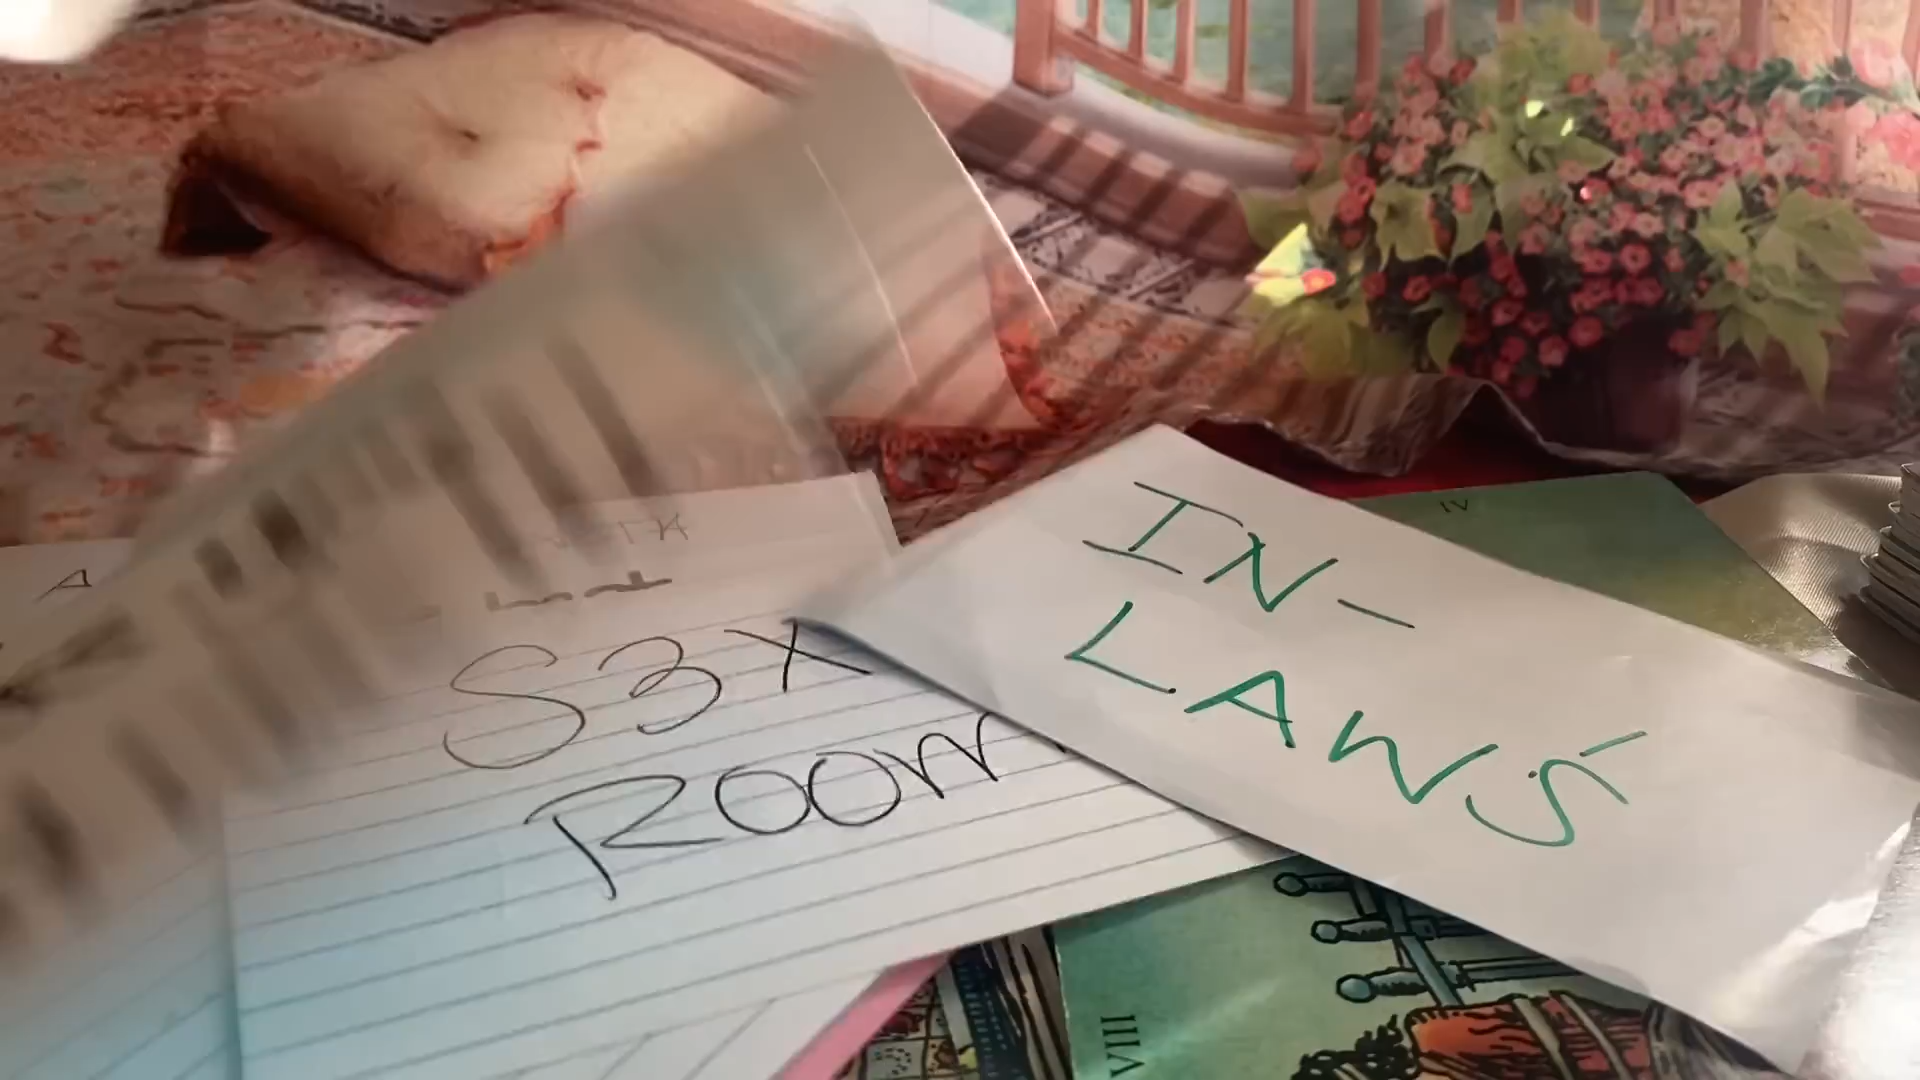 IV
IN-
LAWS
A
S3X
ROOM
VIII